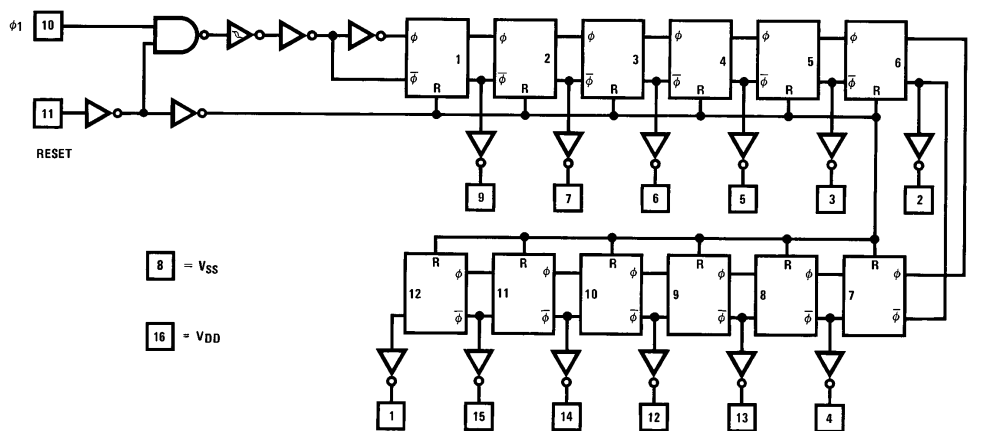 ϕ1 10
ϕ ϕ ϕ ϕ ϕ ϕ
1 2 3 4 5 6
ϕ̅ ϕ̅ ϕ̅ ϕ̅ ϕ̅ ϕ̅
R R R R R R
11
RESET
9 7 6 5 3 2
8 = VSS
R R R R R R
ϕ ϕ ϕ ϕ ϕ ϕ
12 11 10 9 8 7
ϕ̅ ϕ̅ ϕ̅ ϕ̅ ϕ̅ ϕ̅
16 = VDD
1 15 14 12 13 4